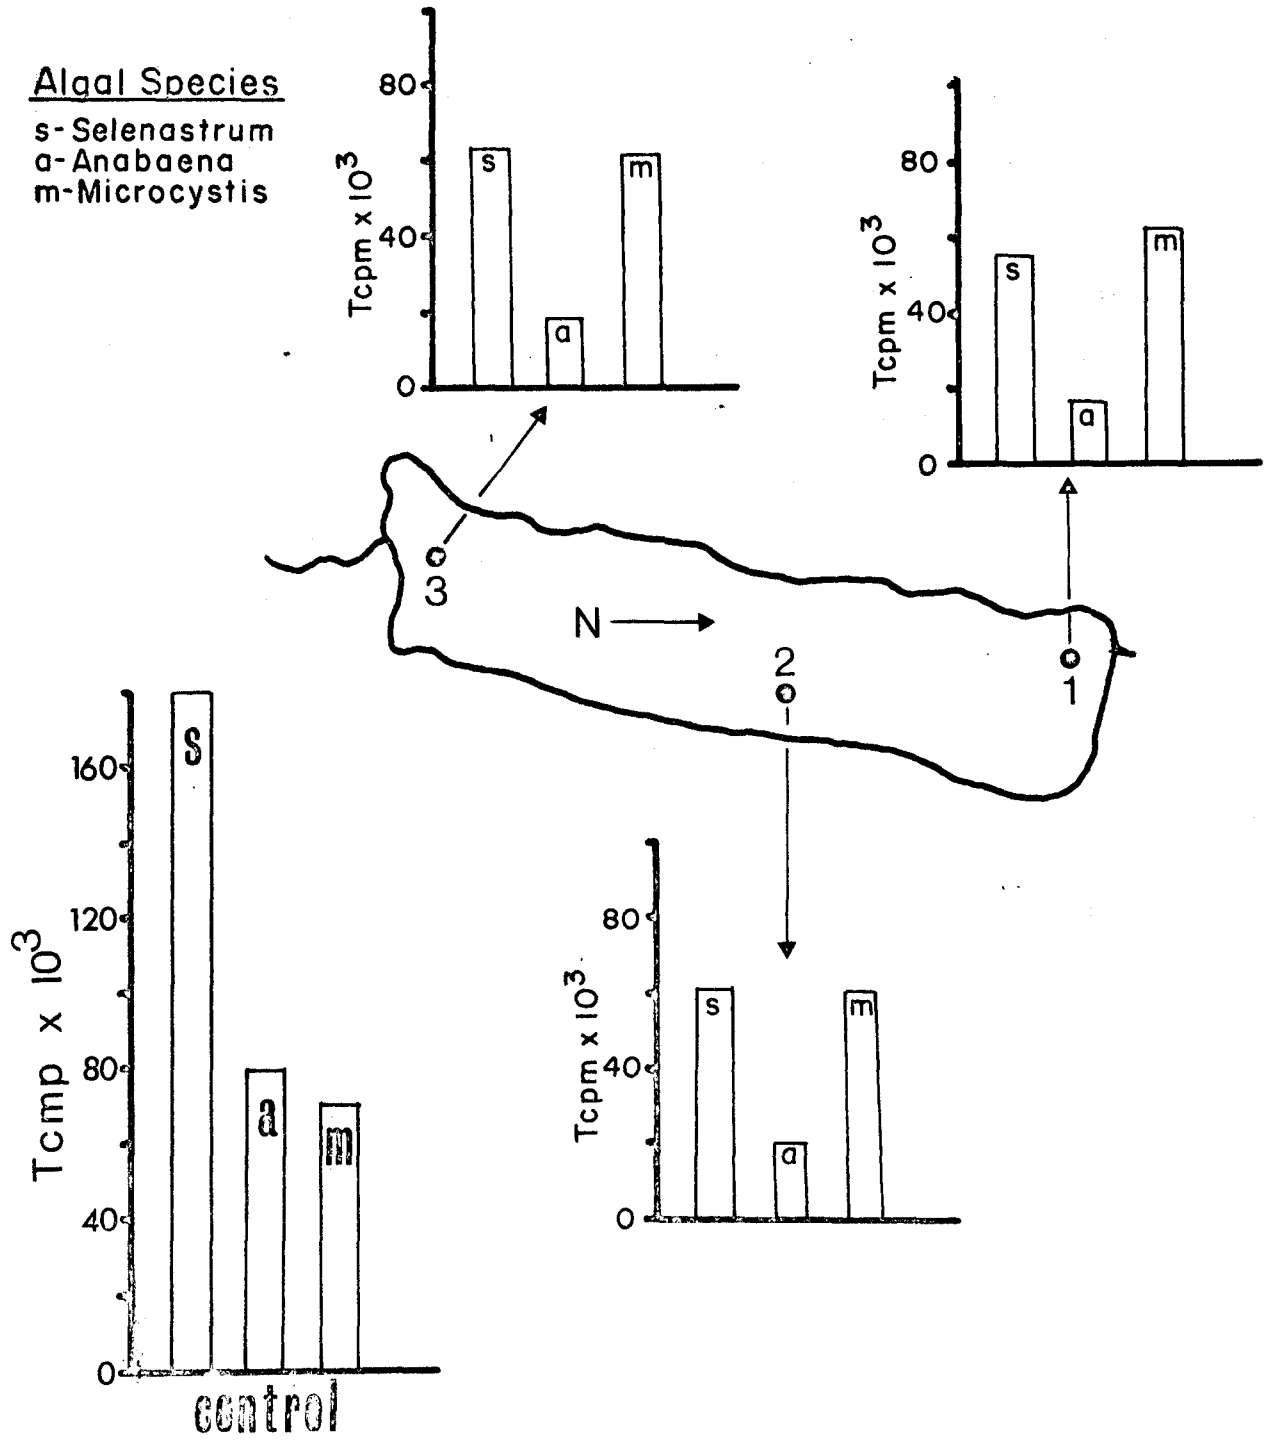 Algal Species
s-Selenastrum
a-Anabaena
m-Microcystis
Tcpm x 10³
80
40
0
s
a
m
Tcpm x 10³
80
40
0
s
a
m
3
N
2
1
Tcmp x 10³
160
120
80
40
0
s
a
m
control
Tcpm x 10³
80
40
0
s
a
m